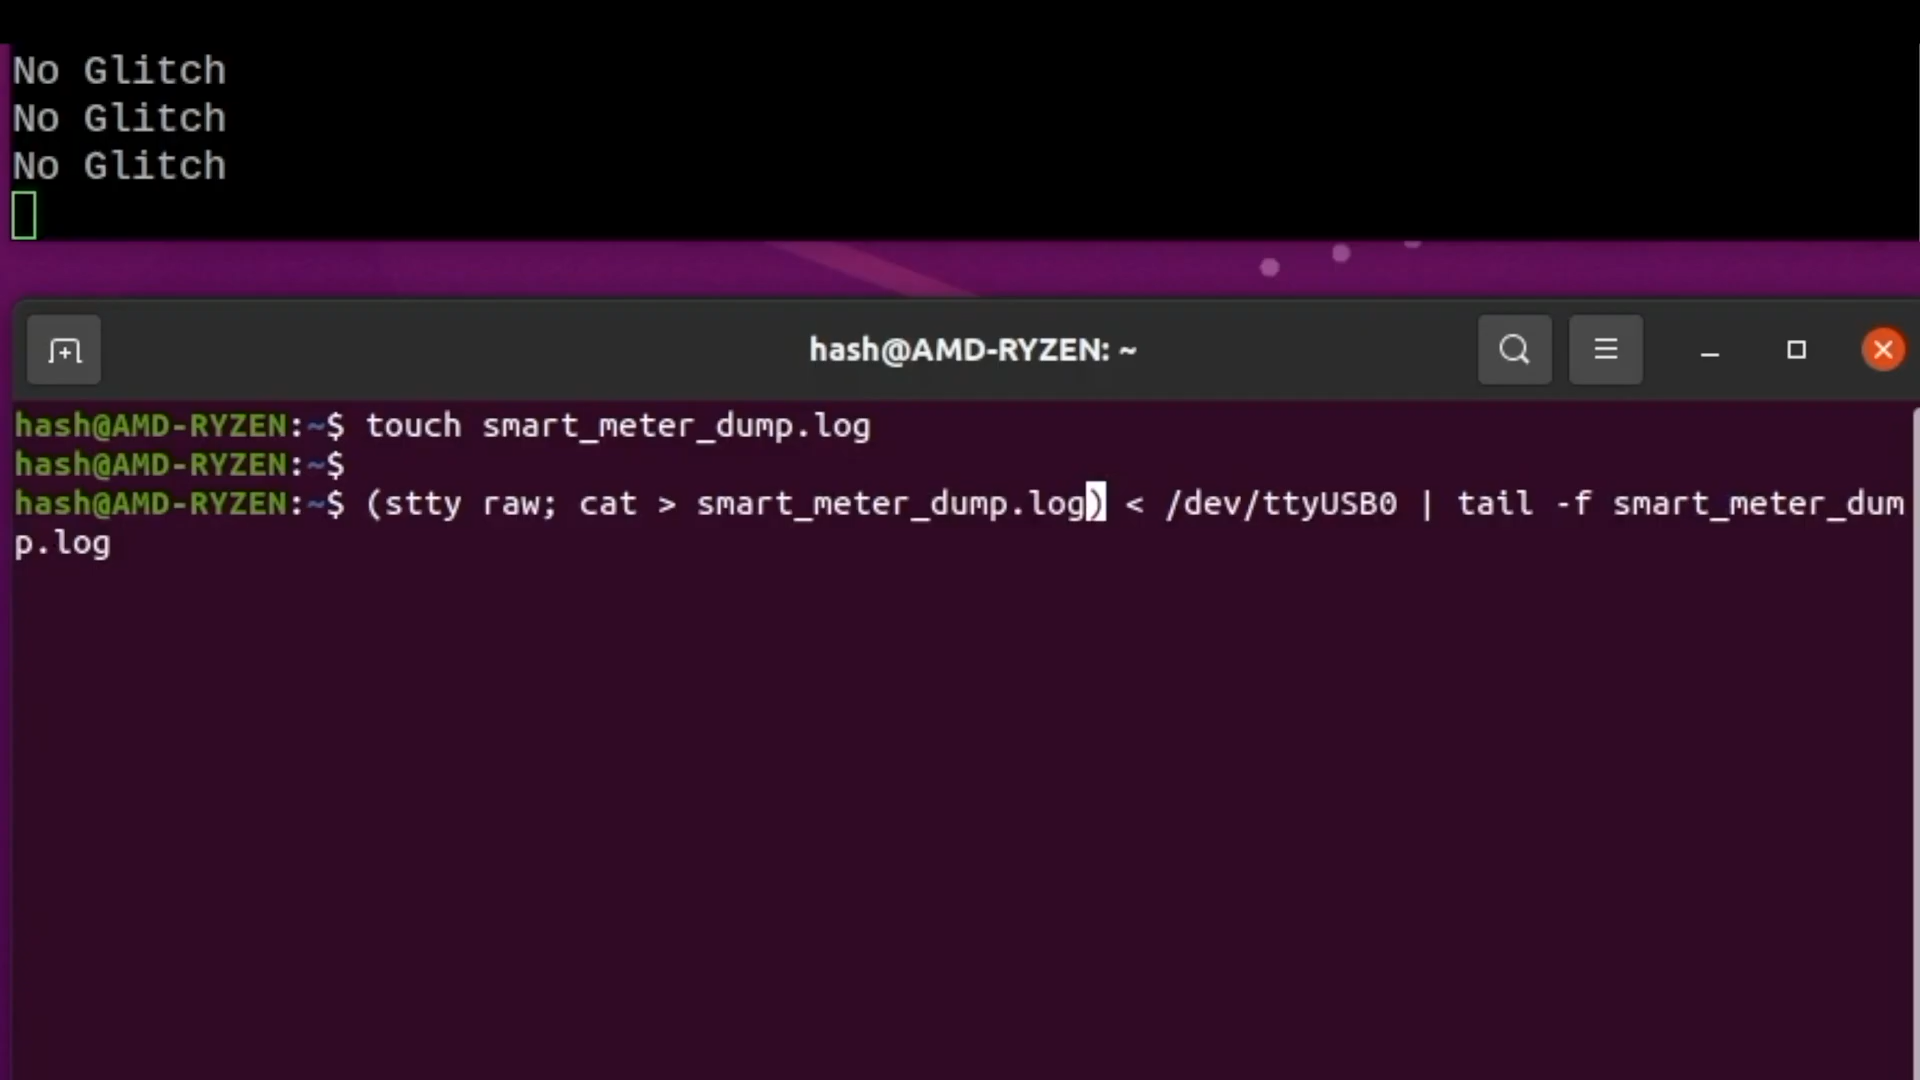 No Glitch
No Glitch
No Glitch
hash@AMD-RYZEN: ~
hash@AMD-RYZEN:~$ touch smart_meter_dump.log
hash@AMD-RYZEN:~$
hash@AMD-RYZEN:~$ (stty raw; cat > smart_meter_dump.log) < /dev/ttyUSB0 | tail -f smart_meter_dum
p.log